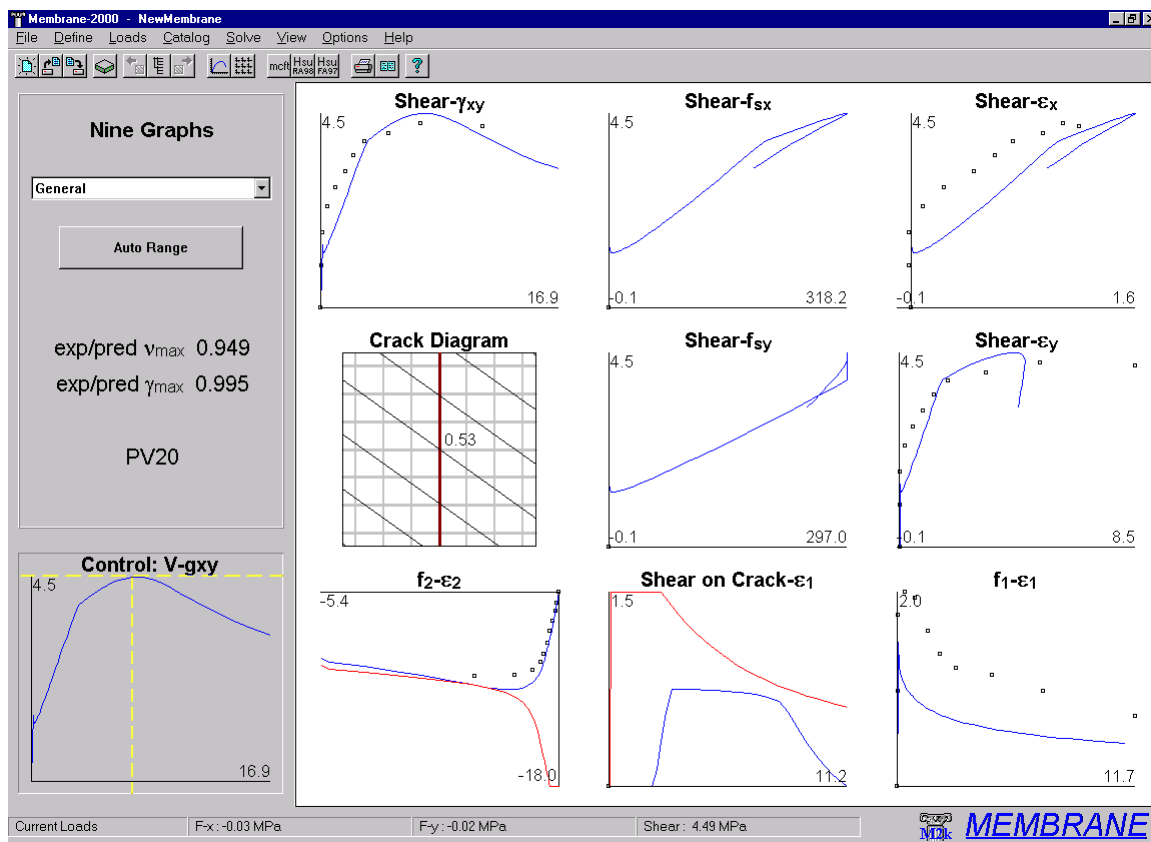 Membrane-2000 - NewMembrane
File Define Loads Catalog Solve View Options Help
mcft Hsu RA98 Hsu FA97 ?
Nine Graphs
General
Auto Range
exp/pred νmax 0.949
exp/pred γmax 0.995
PV20
Control: V-gxy
4.5
16.9
Shear-γxy
4.5
16.9
Shear-fsx
4.5
-0.1
318.2
Shear-εx
4.5
-0.1
1.6
Crack Diagram
0.53
Shear-fsy
4.5
-0.1
297.0
Shear-εy
4.5
-0.1
8.5
f2-ε2
-5.4
-18.0
Shear on Crack-ε1
1.5
11.2
f1-ε1
2.0
11.7
Current Loads
F-x : -0.03 MPa
F-y : -0.02 MPa
Shear : 4.49 MPa
M2k
MEMBRANE